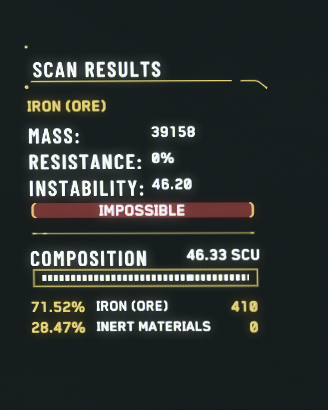 SCAN RESULTS
IRON (ORE)
MASS: 39158
RESISTANCE: 0%
INSTABILITY: 46.20
IMPOSSIBLE
COMPOSITION 46.33 SCU
71.52% IRON (ORE) 410
28.47% INERT MATERIALS 0